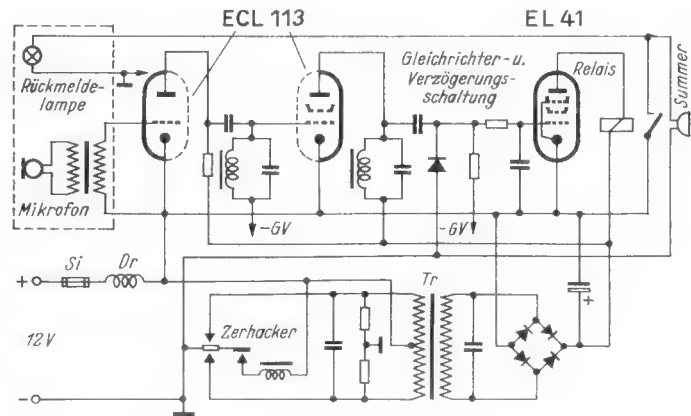 ECL 113
EL 41
Rückmelde-
lampe
Gleichrichter- u.
Verzögerungs-
schaltung
Relais
Summer
Mikrofon
-GV
-GV
+
Si
Dr
Tr
+
12V
Zerhacker
-